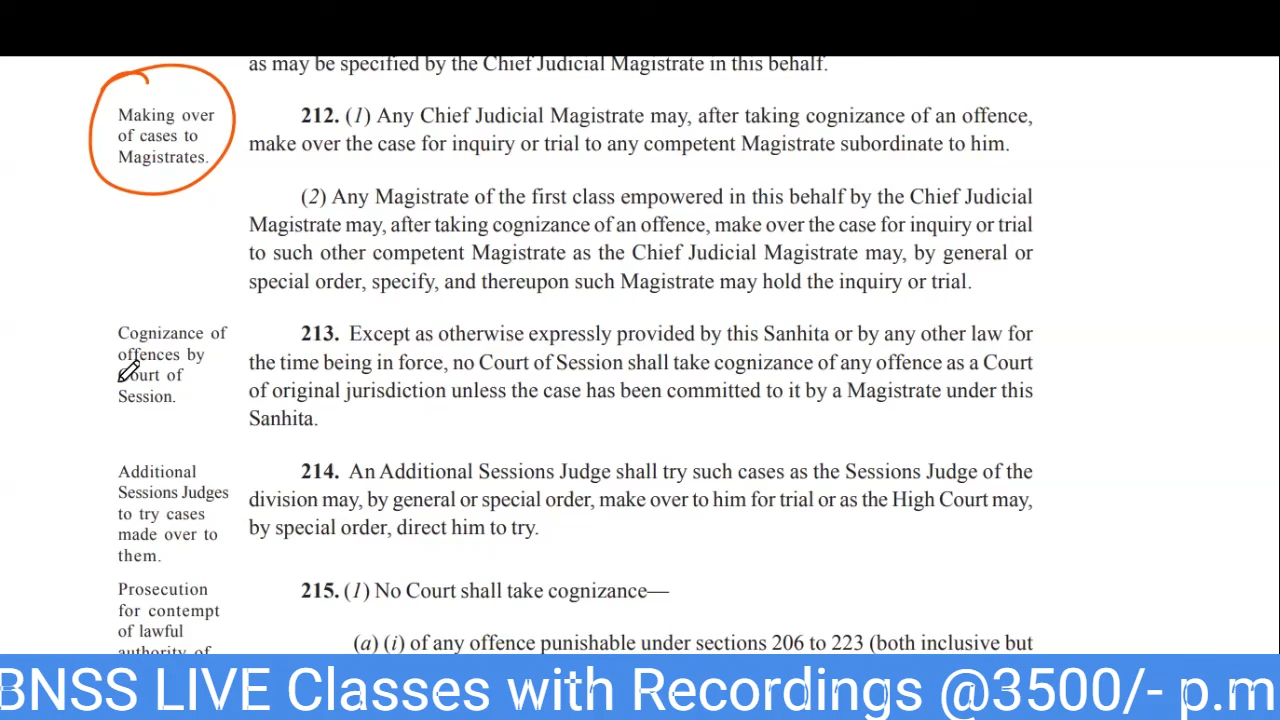 as may be specified by the Chief Judicial Magistrate in this behalf.
Making over
of cases to
Magistrates.
212. (1) Any Chief Judicial Magistrate may, after taking cognizance of an offence,
make over the case for inquiry or trial to any competent Magistrate subordinate to him.
(2) Any Magistrate of the first class empowered in this behalf by the Chief Judicial
Magistrate may, after taking cognizance of an offence, make over the case for inquiry or trial
to such other competent Magistrate as the Chief Judicial Magistrate may, by general or
special order, specify, and thereupon such Magistrate may hold the inquiry or trial.
Cognizance of
offences by
Court of
Session.
213. Except as otherwise expressly provided by this Sanhita or by any other law for
the time being in force, no Court of Session shall take cognizance of any offence as a Court
of original jurisdiction unless the case has been committed to it by a Magistrate under this
Sanhita.
Additional
Sessions Judges
to try cases
made over to
them.
214. An Additional Sessions Judge shall try such cases as the Sessions Judge of the
division may, by general or special order, make over to him for trial or as the High Court may,
by special order, direct him to try.
Prosecution
for contempt
of lawful
authority of
215. (1) No Court shall take cognizance—
(a) (i) of any offence punishable under sections 206 to 223 (both inclusive but
BNSS LIVE Classes with Recordings @3500/- p.m